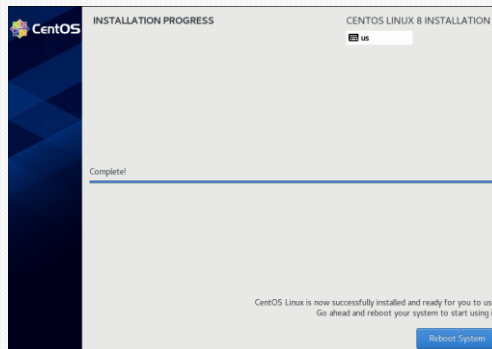 CentOS
INSTALLATION PROGRESS
CENTOS LINUX 8 INSTALLATION
us
Complete!
CentOS Linux is now successfully installed and ready for you to us
Go ahead and reboot your system to start using i
Reboot System